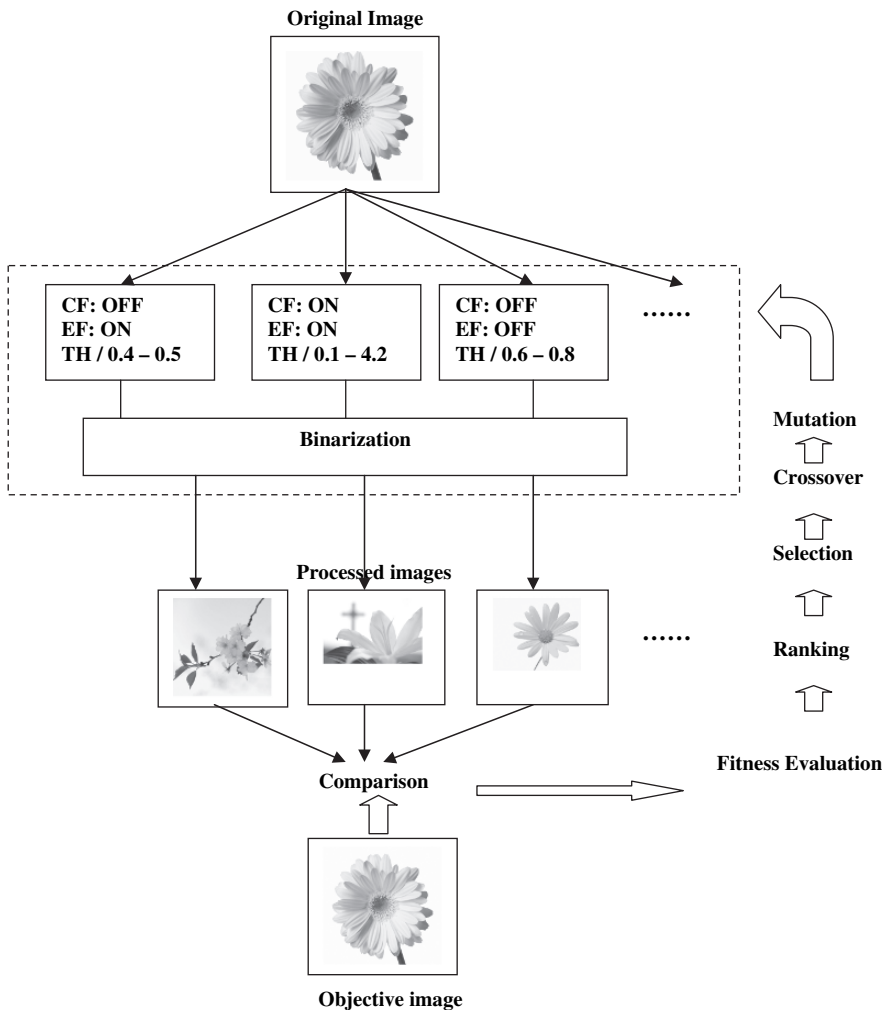 Original Image
CF: OFF
EF: ON
TH / 0.4 – 0.5
CF: ON
EF: ON
TH / 0.1 – 4.2
CF: OFF
EF: OFF
TH / 0.6 – 0.8
......
Binarization
Mutation
Crossover
Selection
Ranking
Fitness Evaluation
Processed images
......
Comparison
Objective image